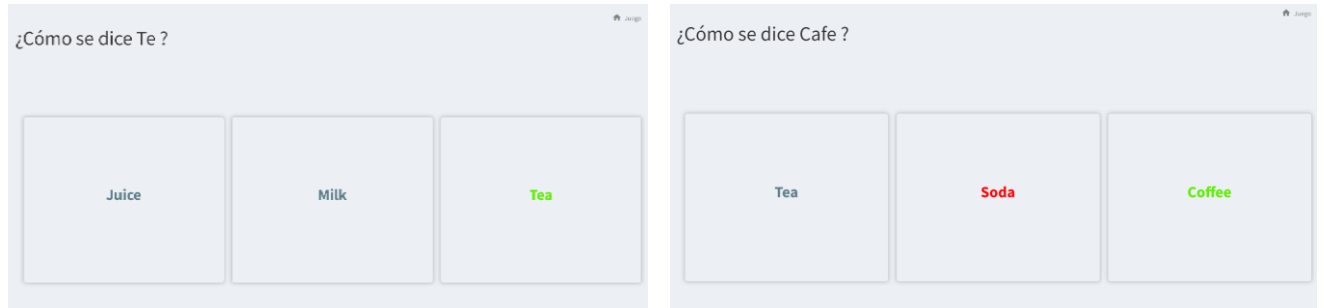 Juego
¿Cómo se dice Te ?
Juice
Milk
Tea
Juego
¿Cómo se dice Cafe ?
Tea
Soda
Coffee